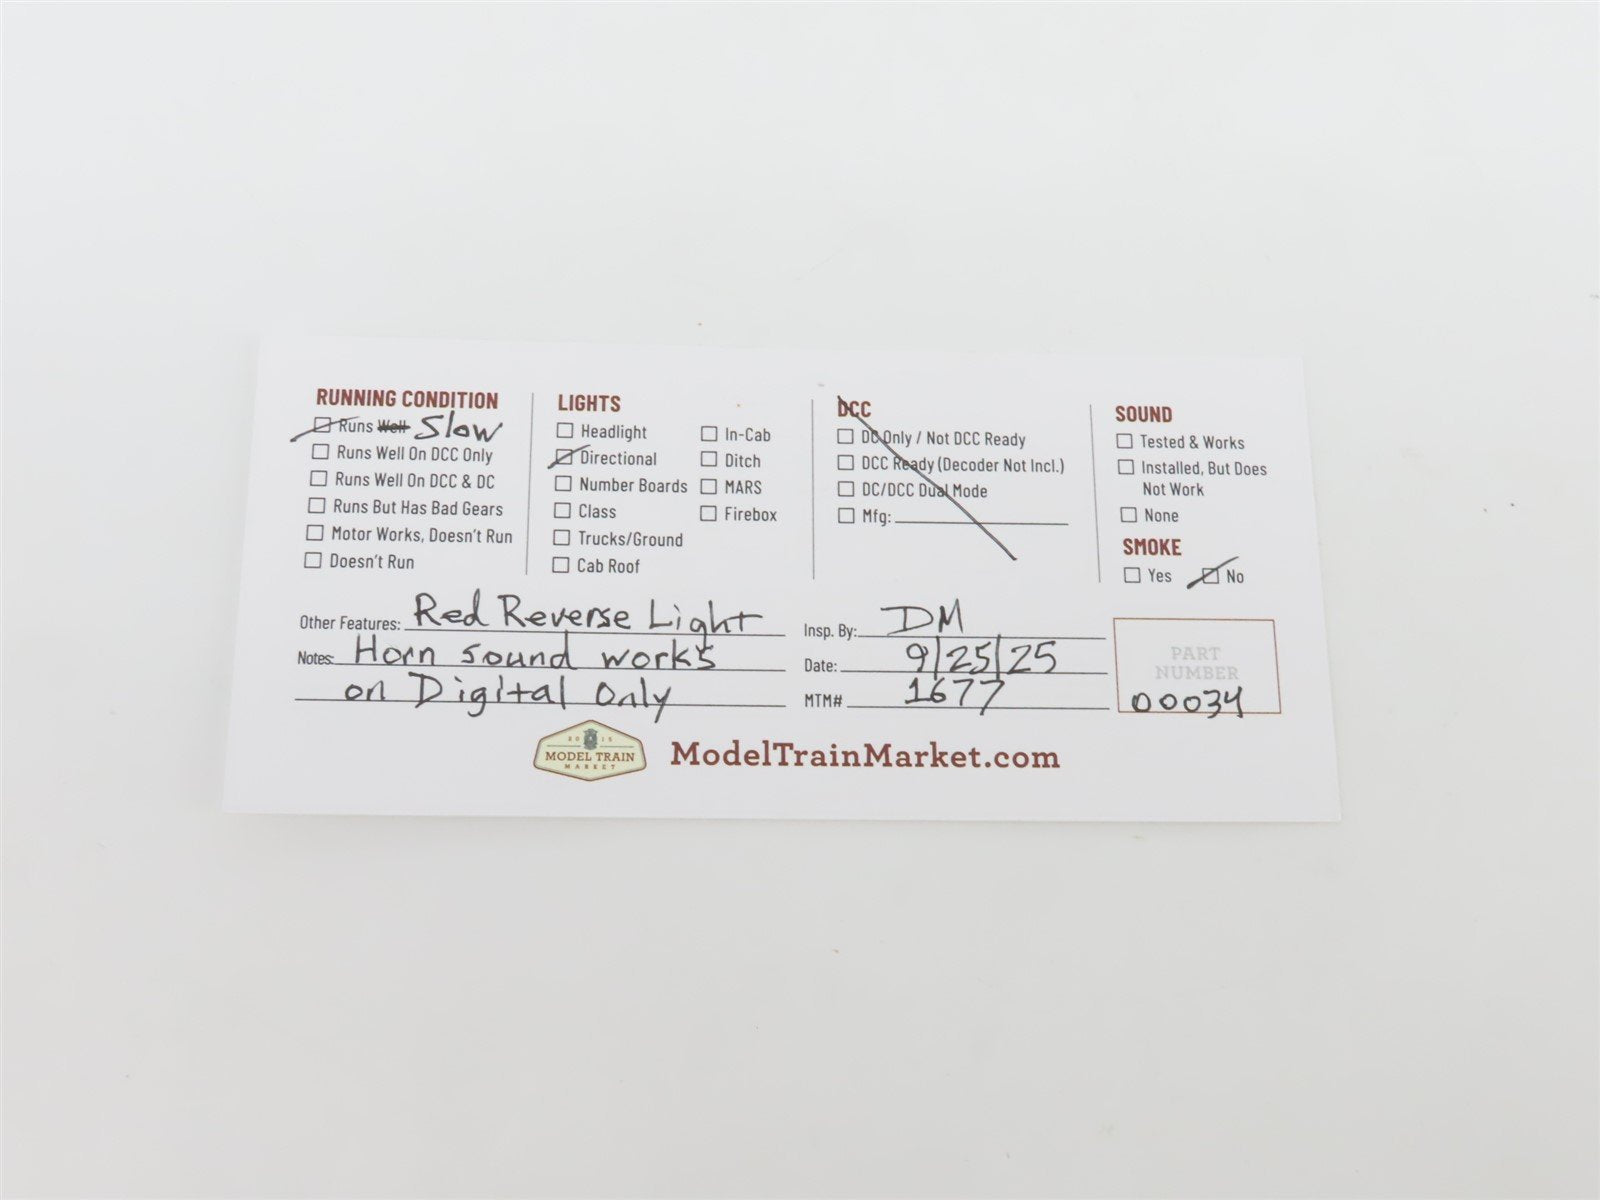 RUNNING CONDITION
Runs Well Slow
Runs Well On DCC Only
Runs Well On DCC & DC
Runs But Has Bad Gears
Motor Works, Doesn't Run
Doesn't Run
LIGHTS
Headlight
Directional
Number Boards
Class
Trucks/Ground
Cab Roof
In-Cab
Ditch
MARS
Firebox
DCC
DC Only / Not DCC Ready
DCC Ready (Decoder Not Incl.)
DC/DCC Dual Mode
Mfg:
SOUND
Tested & Works
Installed, But Does
Not Work
None
SMOKE
Yes No
Other Features: Red Reverse Light
Notes: Horn sound works
on Digital Only
Insp. By: DM
Date: 9/25/25
MTM# 1677
PART
NUMBER
00034
2015
MODEL TRAIN
MARKET
ModelTrainMarket.com